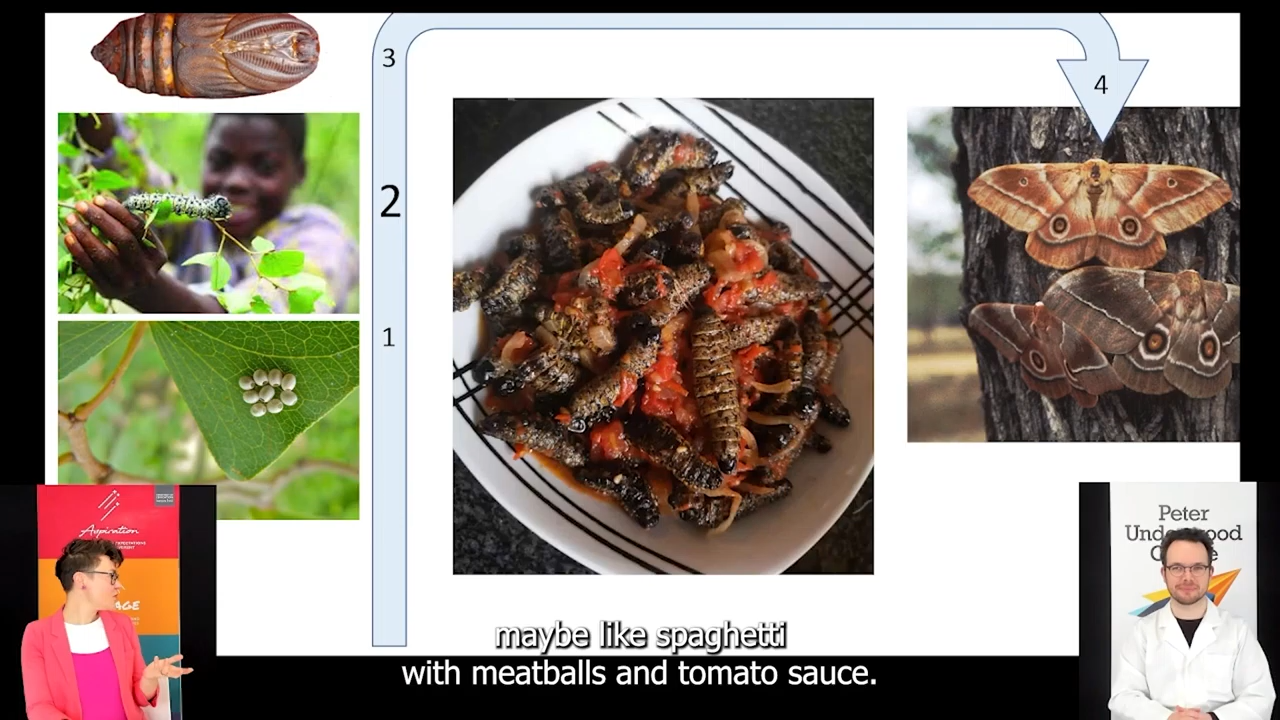 3
4
2
1
Aspiration
AGE
Peter
Underwood
maybe like spaghetti
with meatballs and tomato sauce.